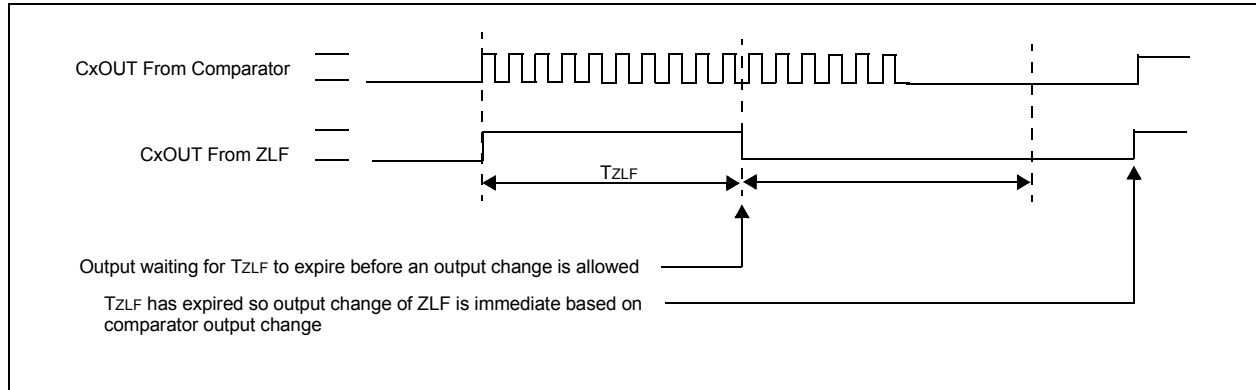 CxOUT From Comparator
CxOUT From ZLF
TZLF
Output waiting for TZLF to expire before an output change is allowed
TZLF has expired so output change of ZLF is immediate based on
comparator output change